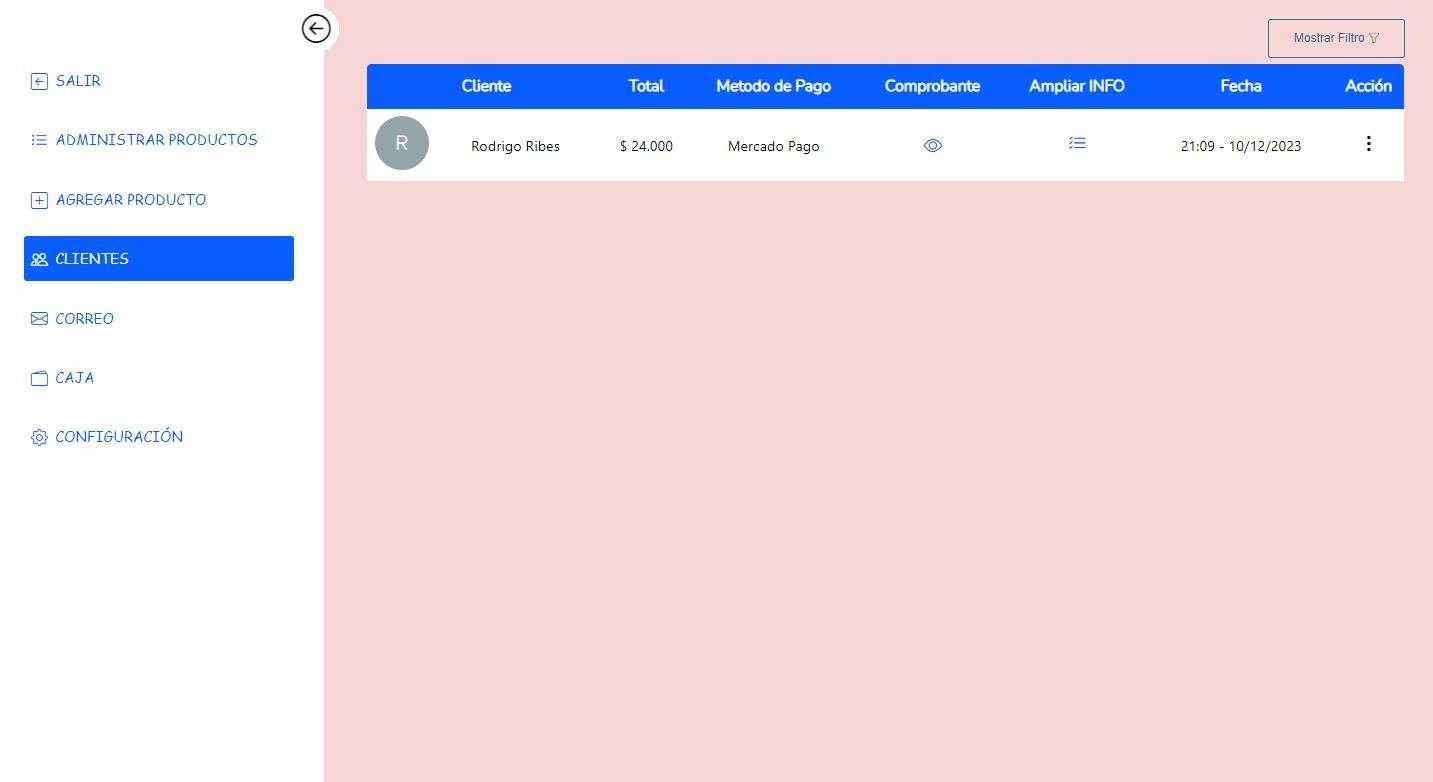 SALIR
ADMINISTRAR PRODUCTOS
AGREGAR PRODUCTO
CLIENTES
CORREO
CAJA
CONFIGURACIÓN
Mostrar Filtro
Cliente Total Metodo de Pago Comprobante Ampliar INFO Fecha Acción
R Rodrigo Ribes $ 24.000 Mercado Pago 21:09 - 10/12/2023